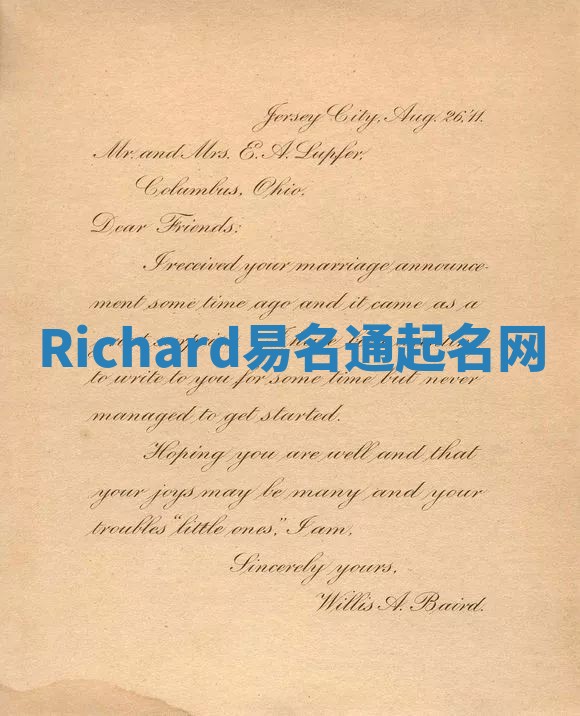 Jersey City, Aug. 26,'11.
Mr. and Mrs. E. A. Lupfer,
Columbus, Ohio.
Dear Friends:
I received your marriage announce-
ment some time ago and it came as a
Richard易名通起名网
to write to you for some time but never
managed to get started.
Hoping you are well and that
your joys may be many and your
troubles "little ones," I am,
Sincerely yours,
Willis A. Baird.